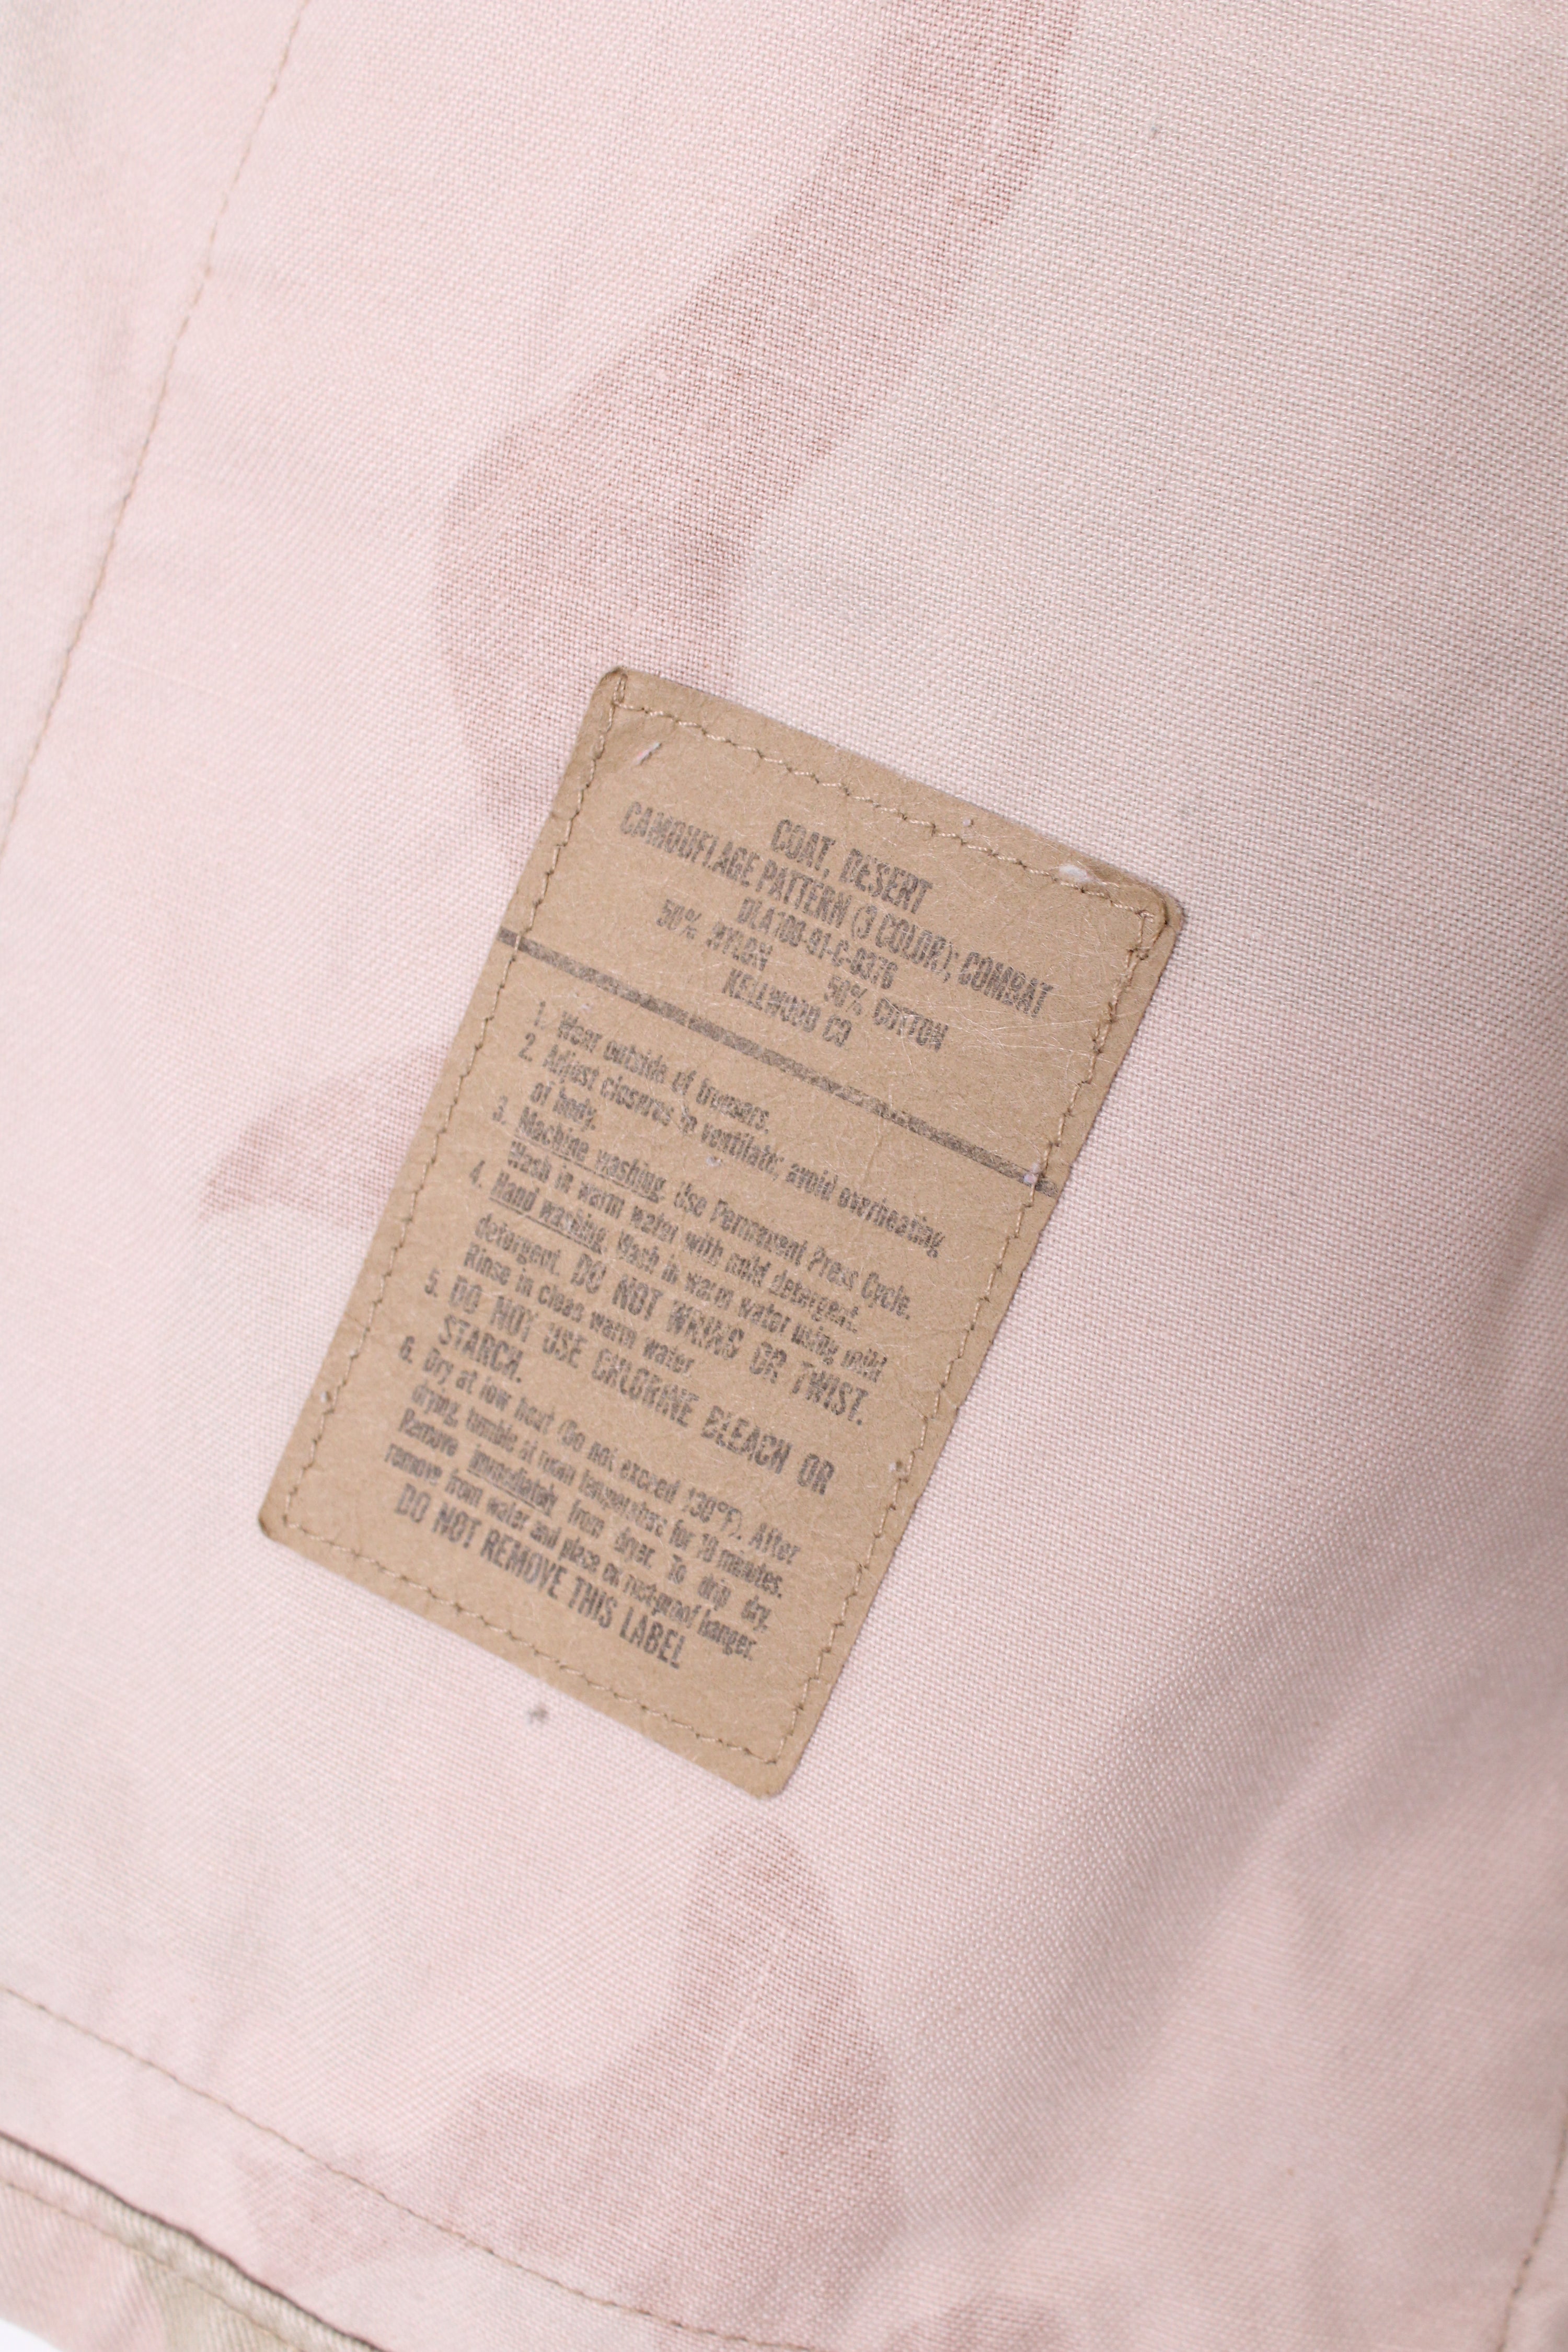 COAT, DESERT
CAMOUFLAGE PATTERN (3 COLOR); COMBAT
DLA100-91-C-0376
50% NYLON 50% COTTON
KELLWOOD CO
1. Wear outside of trousers.
2. Adjust closures to ventilate; avoid overheating
of body.
3. Machine washing. Use Permanent Press Cycle.
Wash in warm water with mild detergent.
4. Hand washing. Wash in warm water using mild
detergent. DO NOT WRING OR TWIST.
Rinse in clean warm water.
5. DO NOT USE CHLORINE BLEACH OR
STARCH.
6. Dry at low heat (Do not exceed 130°F). After
drying, tumble at room temperature for 10 minutes.
Remove immediately from dryer. To drip dry,
remove from water and place on rust-proof hanger.
DO NOT REMOVE THIS LABEL